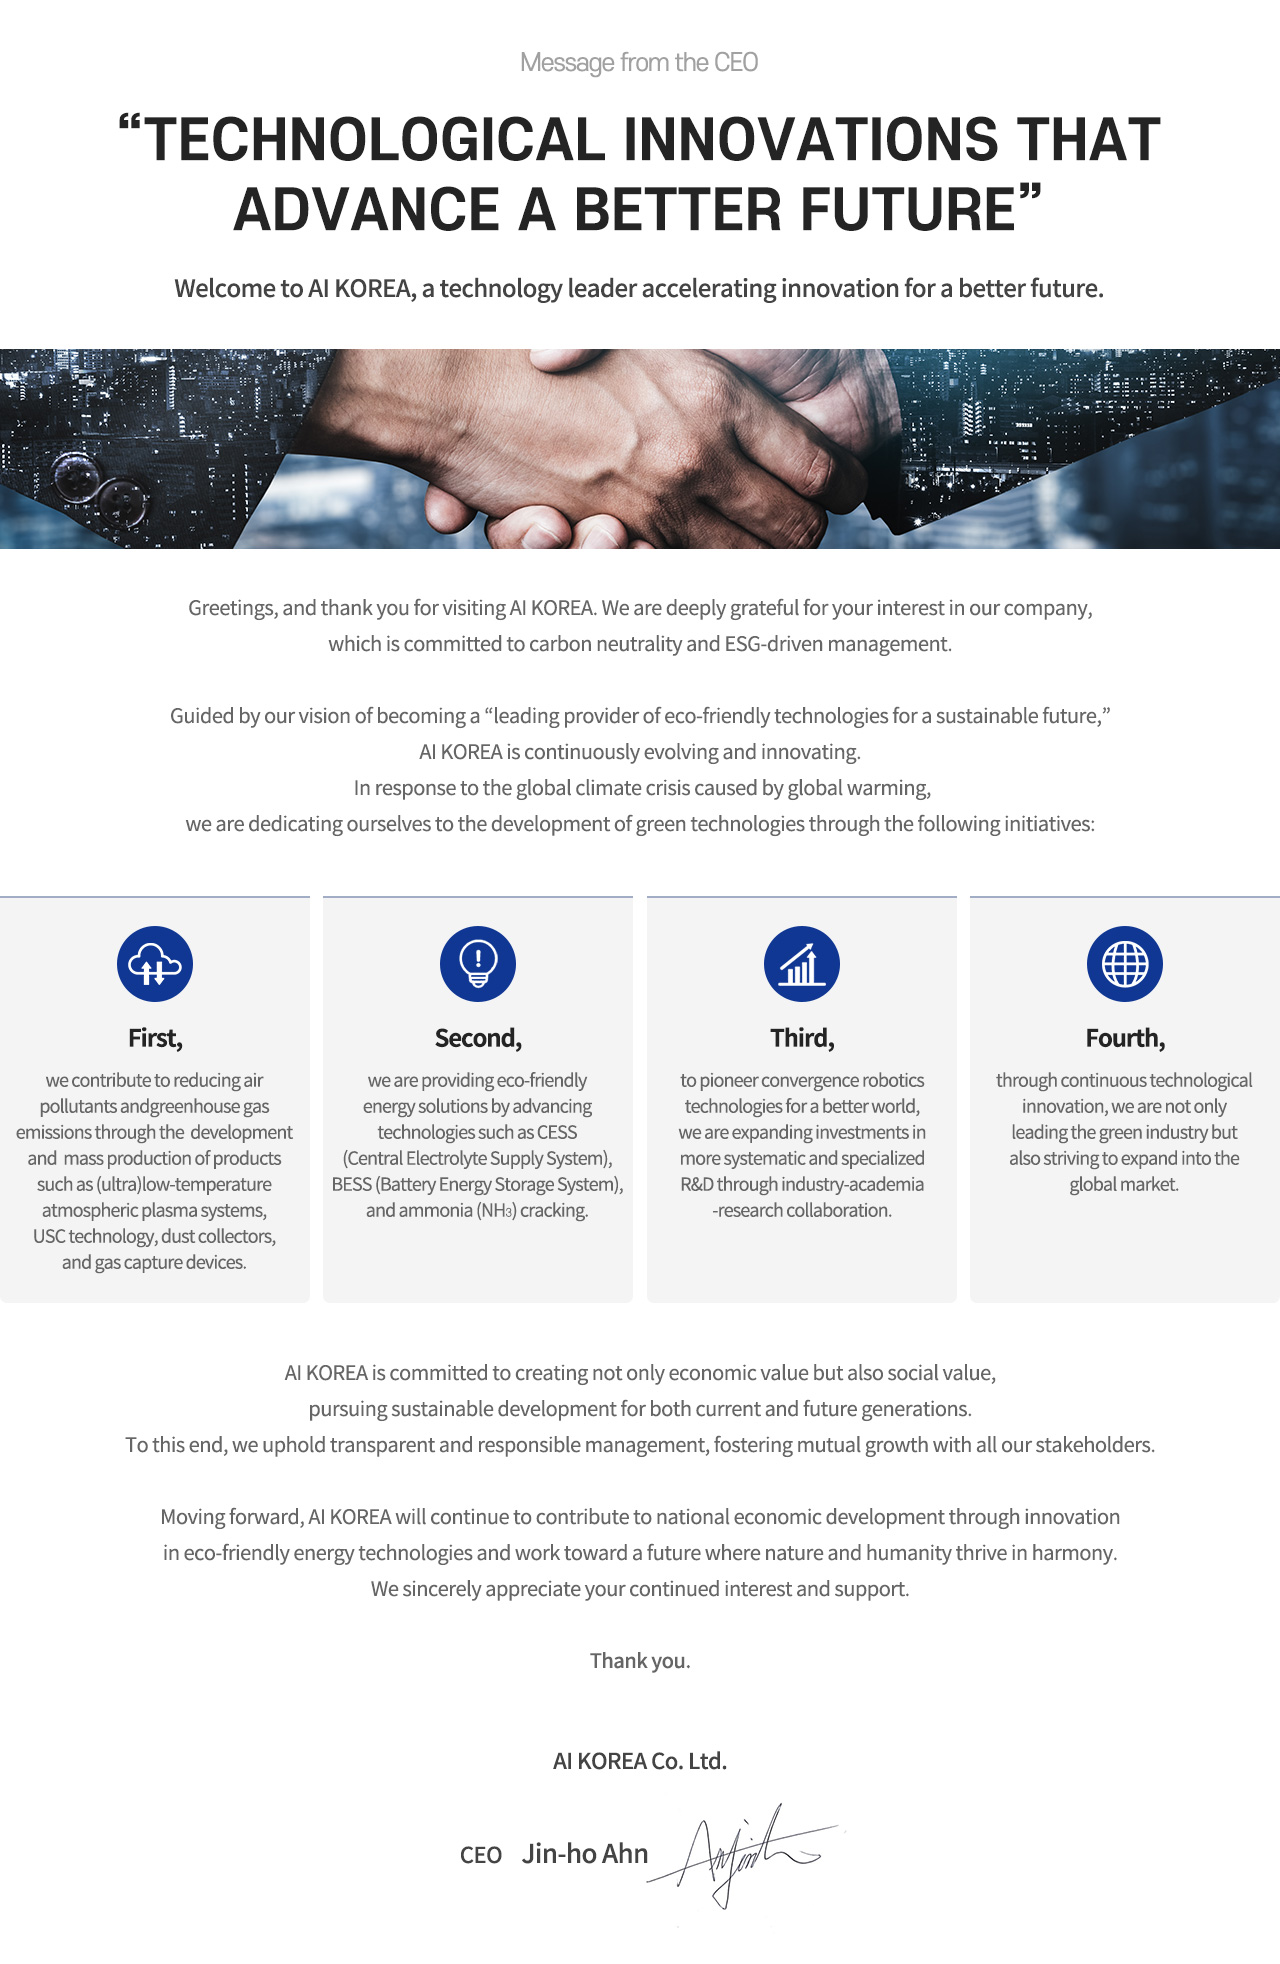 Message from the CEO
“TECHNOLOGICAL INNOVATIONS THAT
ADVANCE A BETTER FUTURE”
Welcome to AI KOREA, a technology leader accelerating innovation for a better future.
Greetings, and thank you for visiting AI KOREA. We are deeply grateful for your interest in our company,
which is committed to carbon neutrality and ESG-driven management.
Guided by our vision of becoming a “leading provider of eco-friendly technologies for a sustainable future,”
AI KOREA is continuously evolving and innovating.
In response to the global climate crisis caused by global warming,
we are dedicating ourselves to the development of green technologies through the following initiatives:
First,
we contribute to reducing air
pollutants andgreenhouse gas
emissions through the development
and mass production of products
such as (ultra)low-temperature
atmospheric plasma systems,
USC technology, dust collectors,
and gas capture devices.
Second,
we are providing eco-friendly
energy solutions by advancing
technologies such as CESS
(Central Electrolyte Supply System),
BESS (Battery Energy Storage System),
and ammonia (NH₃) cracking.
Third,
to pioneer convergence robotics
technologies for a better world,
we are expanding investments in
more systematic and specialized
R&D through industry-academia
-research collaboration.
Fourth,
through continuous technological
innovation, we are not only
leading the green industry but
also striving to expand into the
global market.
AI KOREA is committed to creating not only economic value but also social value,
pursuing sustainable development for both current and future generations.
To this end, we uphold transparent and responsible management, fostering mutual growth with all our stakeholders.
Moving forward, AI KOREA will continue to contribute to national economic development through innovation
in eco-friendly energy technologies and work toward a future where nature and humanity thrive in harmony.
We sincerely appreciate your continued interest and support.
Thank you.
AI KOREA Co. Ltd.
CEO Jin-ho Ahn